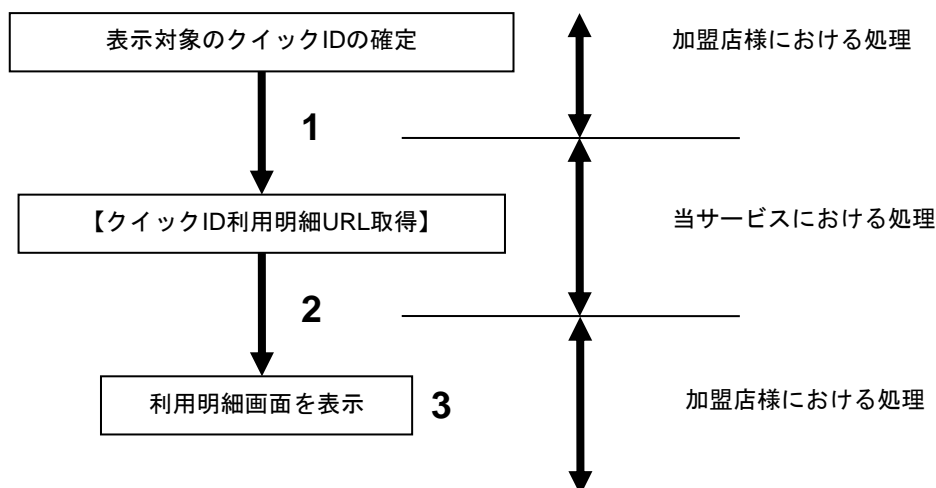 表示対象のクイックIDの確定
加盟店様における処理
1
【クイックID利用明細URL取得】
当サービスにおける処理
2
利用明細画面を表示
3
加盟店様における処理